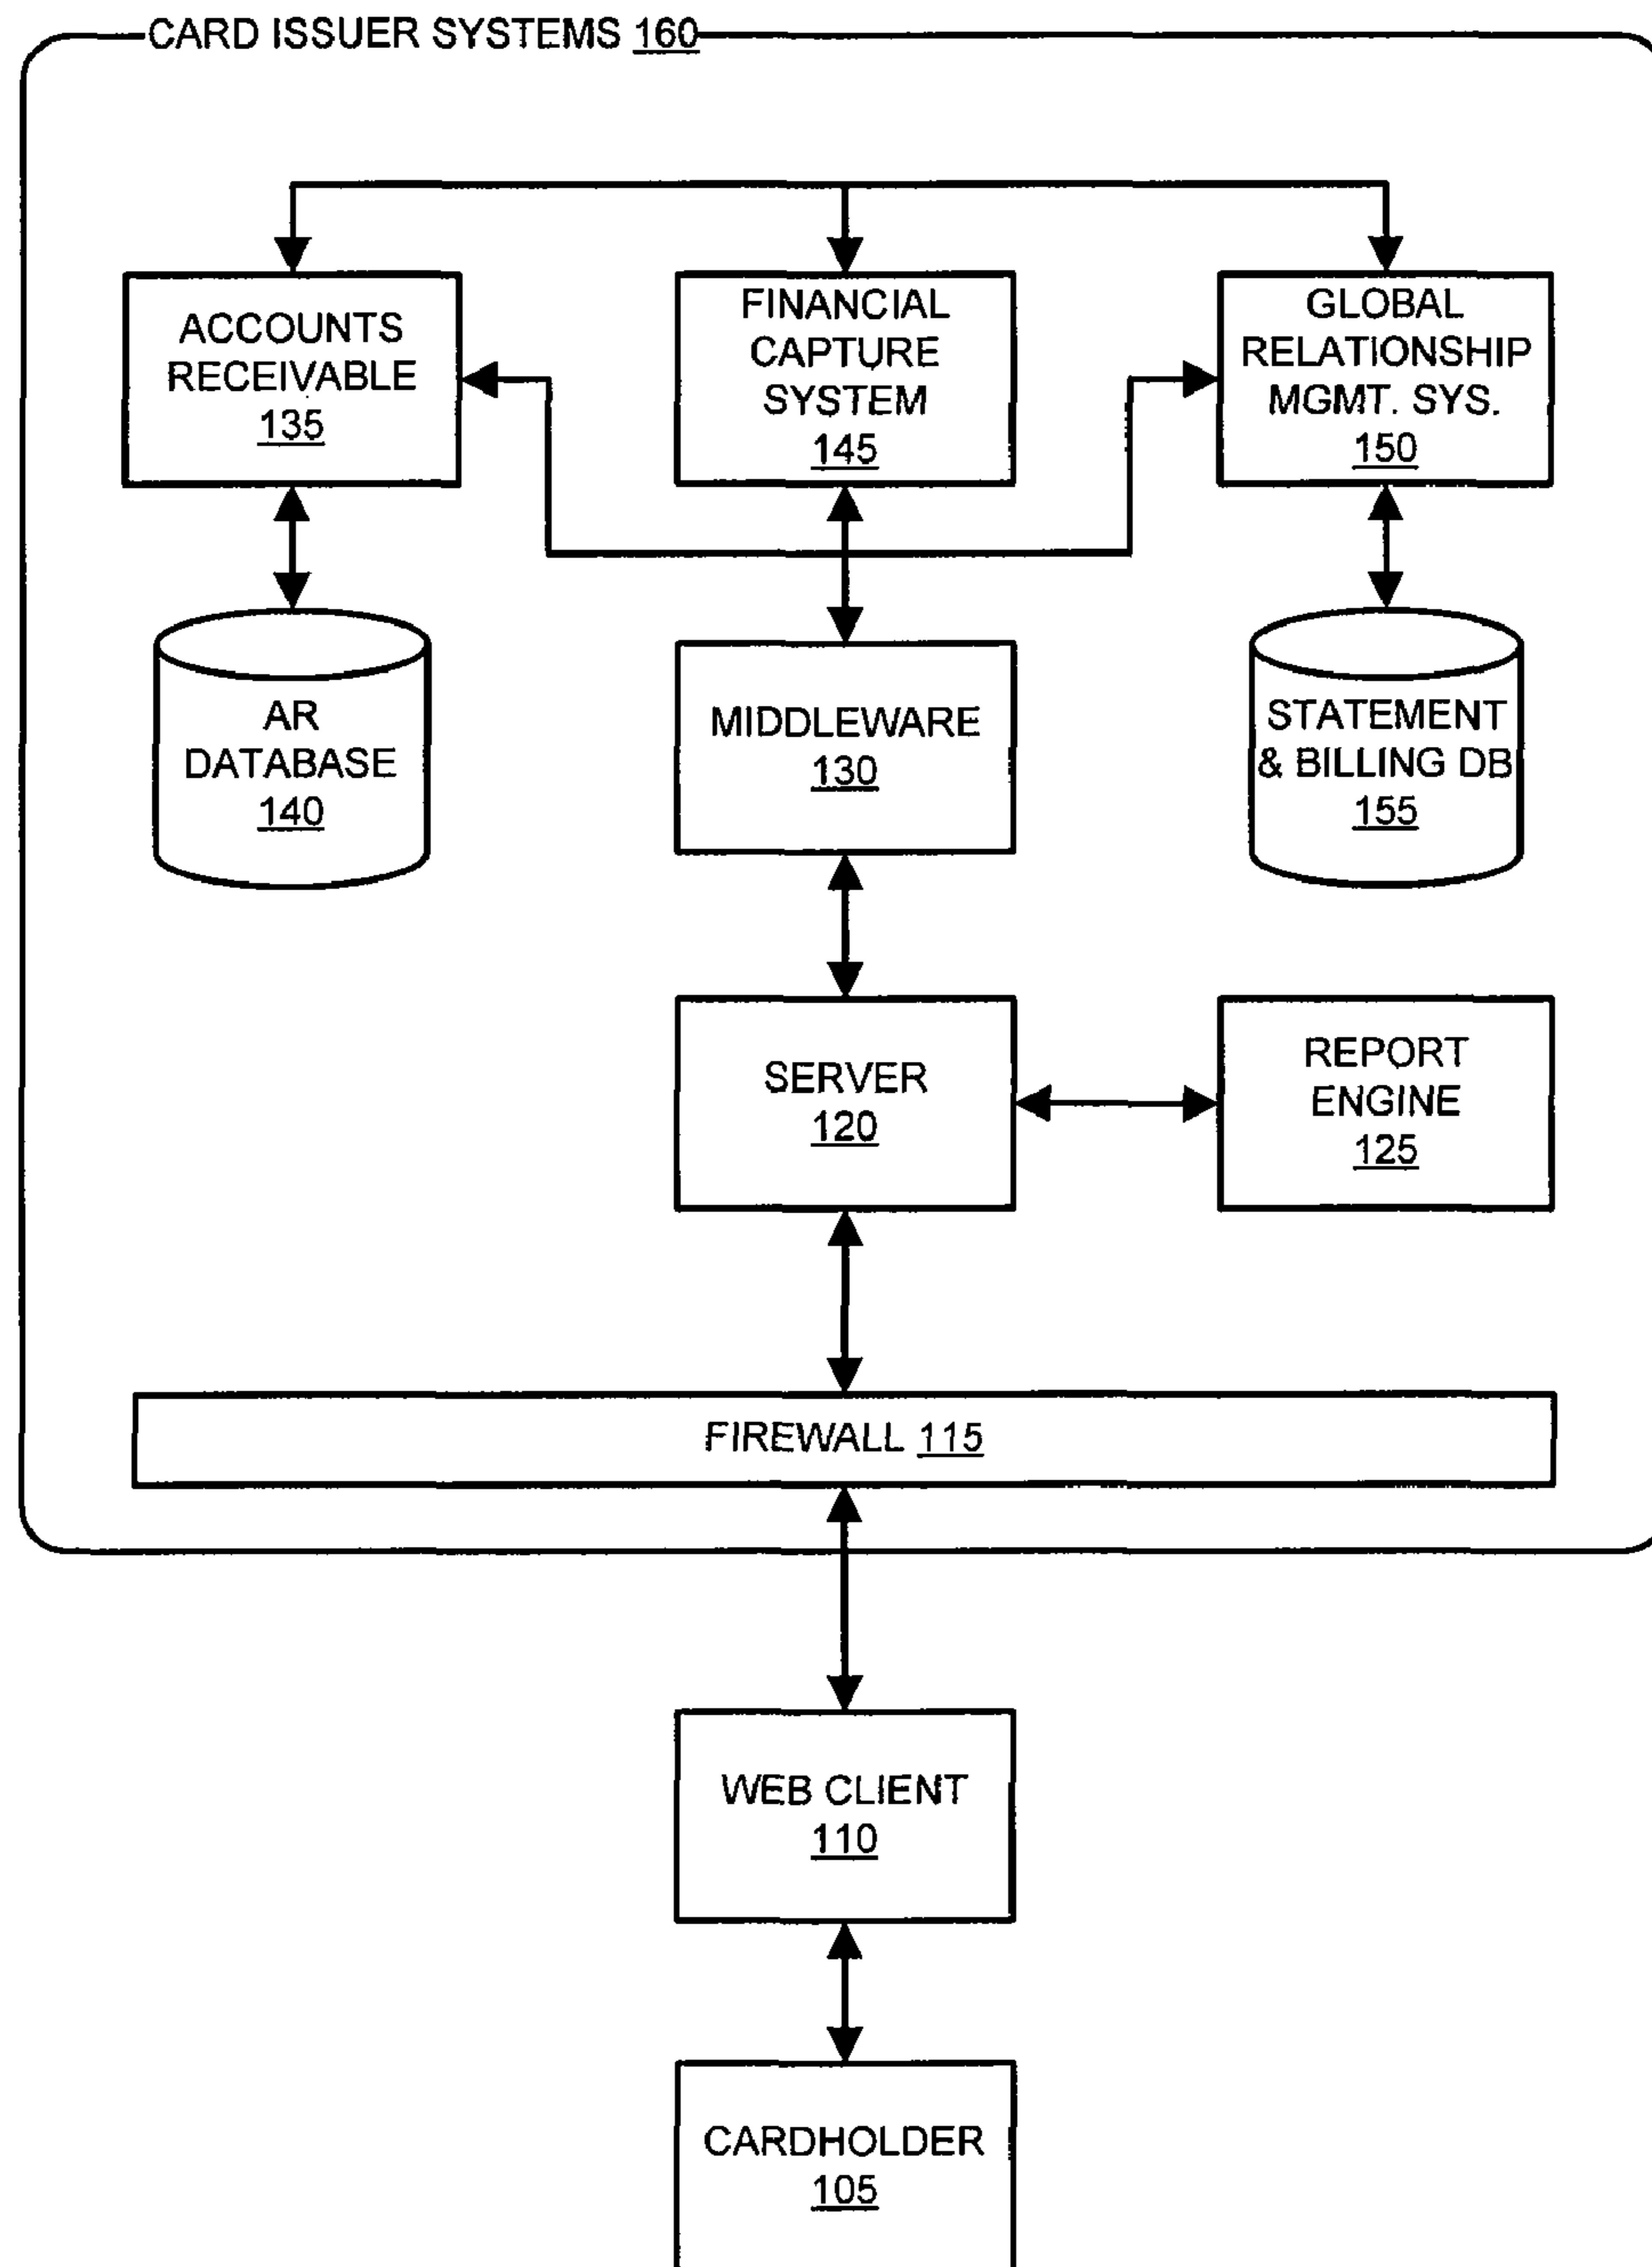 CARD ISSUER SYSTEMS 160
ACCOUNTS
RECEIVABLE
135
FINANCIAL
CAPTURE
SYSTEM
145
GLOBAL
RELATIONSHIP
MGMT. SYS.
150
AR
DATABASE
140
MIDDLEWARE
130
STATEMENT
& BILLING DB
155
SERVER
120
REPORT
ENGINE
125
FIREWALL 115
WEB CLIENT
110
CARDHOLDER
105